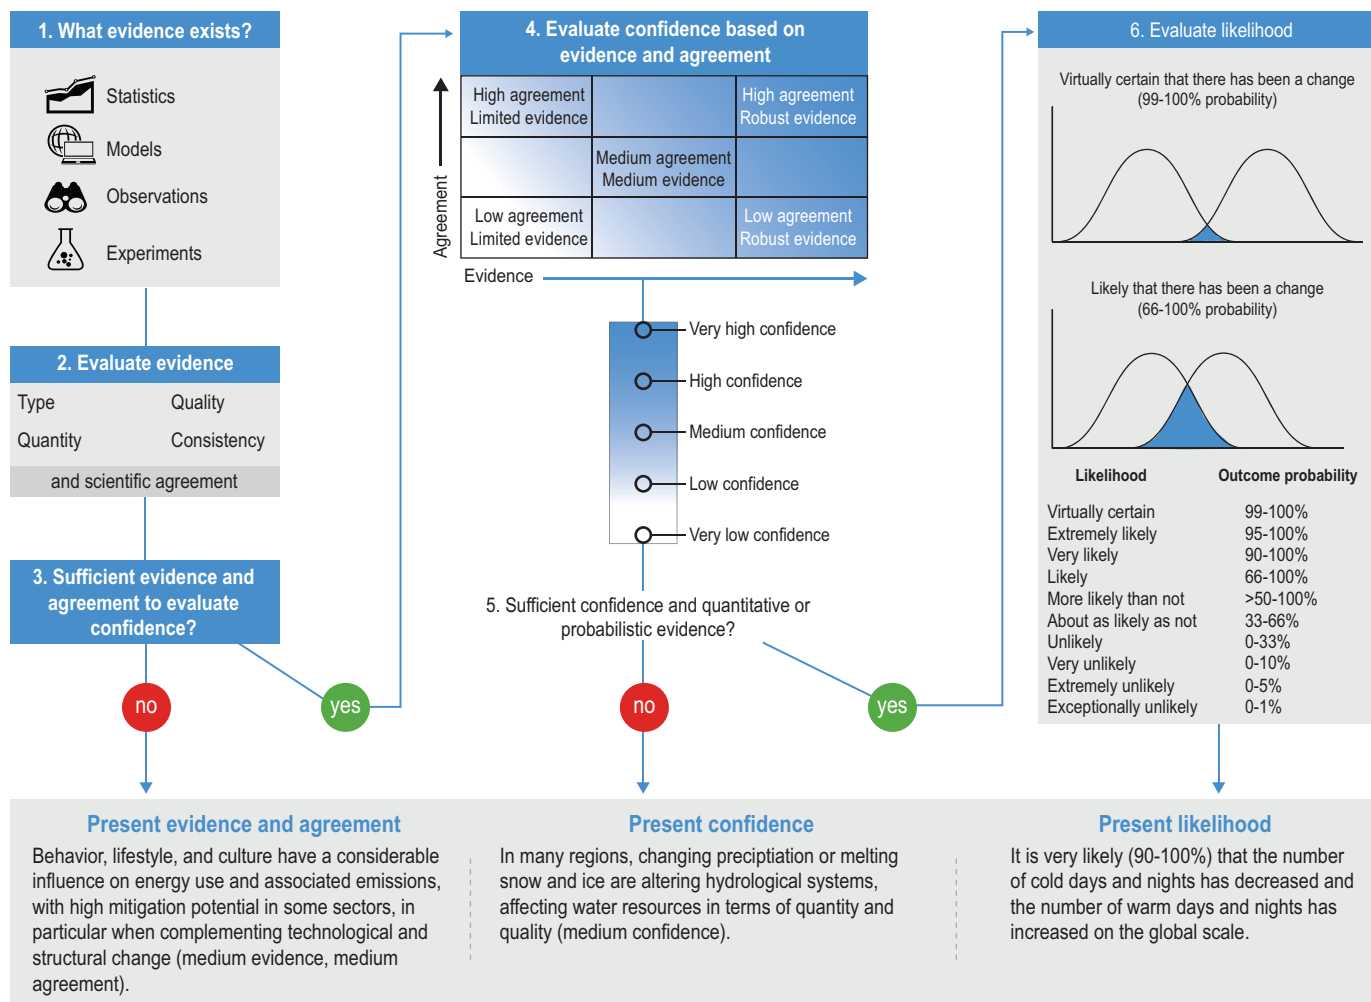 1. What evidence exists?
Statistics
Models
Observations
Experiments
2. Evaluate evidence
Type
Quality
Quantity
Consistency
and scientific agreement
3. Sufficient evidence and
agreement to evaluate
confidence?
no
yes
4. Evaluate confidence based on
evidence and agreement
Agreement
High agreement
Limited evidence
High agreement
Robust evidence
Medium agreement
Medium evidence
Low agreement
Limited evidence
Low agreement
Robust evidence
Evidence
Very high confidence
High confidence
Medium confidence
Low confidence
Very low confidence
5. Sufficient confidence and quantitative or
probabilistic evidence?
no
yes
6. Evaluate likelihood
Virtually certain that there has been a change
(99-100% probability)
Likely that there has been a change
(66-100% probability)
Likelihood Outcome probability
Virtually certain 99-100%
Extremely likely 95-100%
Very likely 90-100%
Likely 66-100%
More likely than not >50-100%
About as likely as not 33-66%
Unlikely 0-33%
Very unlikely 0-10%
Extremely unlikely 0-5%
Exceptionally unlikely 0-1%
Present evidence and agreement
Behavior, lifestyle, and culture have a considerable
influence on energy use and associated emissions,
with high mitigation potential in some sectors, in
particular when complementing technological and
structural change (medium evidence, medium
agreement).
Present confidence
In many regions, changing preciptiation or melting
snow and ice are altering hydrological systems,
affecting water resources in terms of quantity and
quality (medium confidence).
Present likelihood
It is very likely (90-100%) that the number
of cold days and nights has decreased and
the number of warm days and nights has
increased on the global scale.